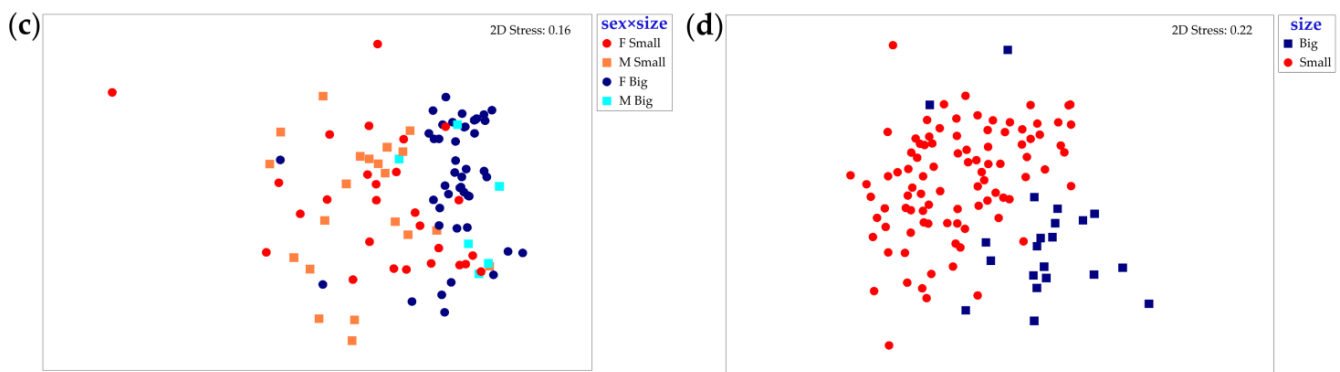 (c)
2D Stress: 0.16
sex×size
F Small
M Small
F Big
M Big
(d)
2D Stress: 0.22
size
Big
Small